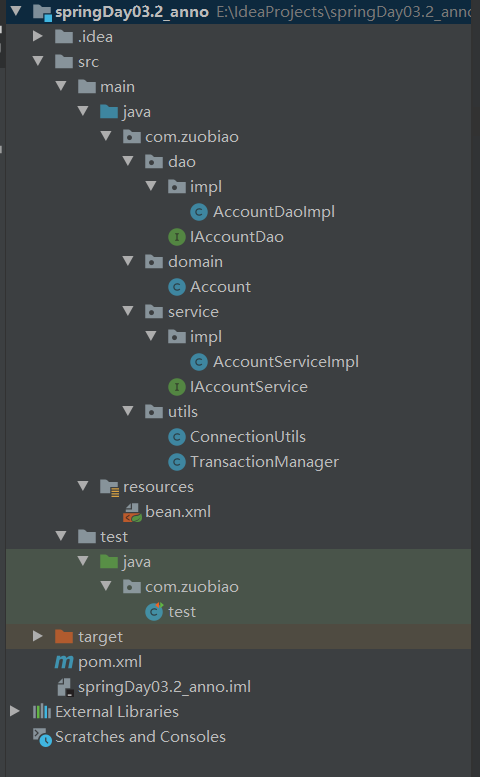 springDay03.2_anno E:\IdeaProjects\springDay03.2_anno
.idea
src
main
java
com.zuobiao
dao
impl
AccountDaoImpl
IAccountDao
domain
Account
service
impl
AccountServiceImpl
IAccountService
utils
ConnectionUtils
TransactionManager
resources
bean.xml
test
java
com.zuobiao
test
target
pom.xml
springDay03.2_anno.iml
External Libraries
Scratches and Consoles